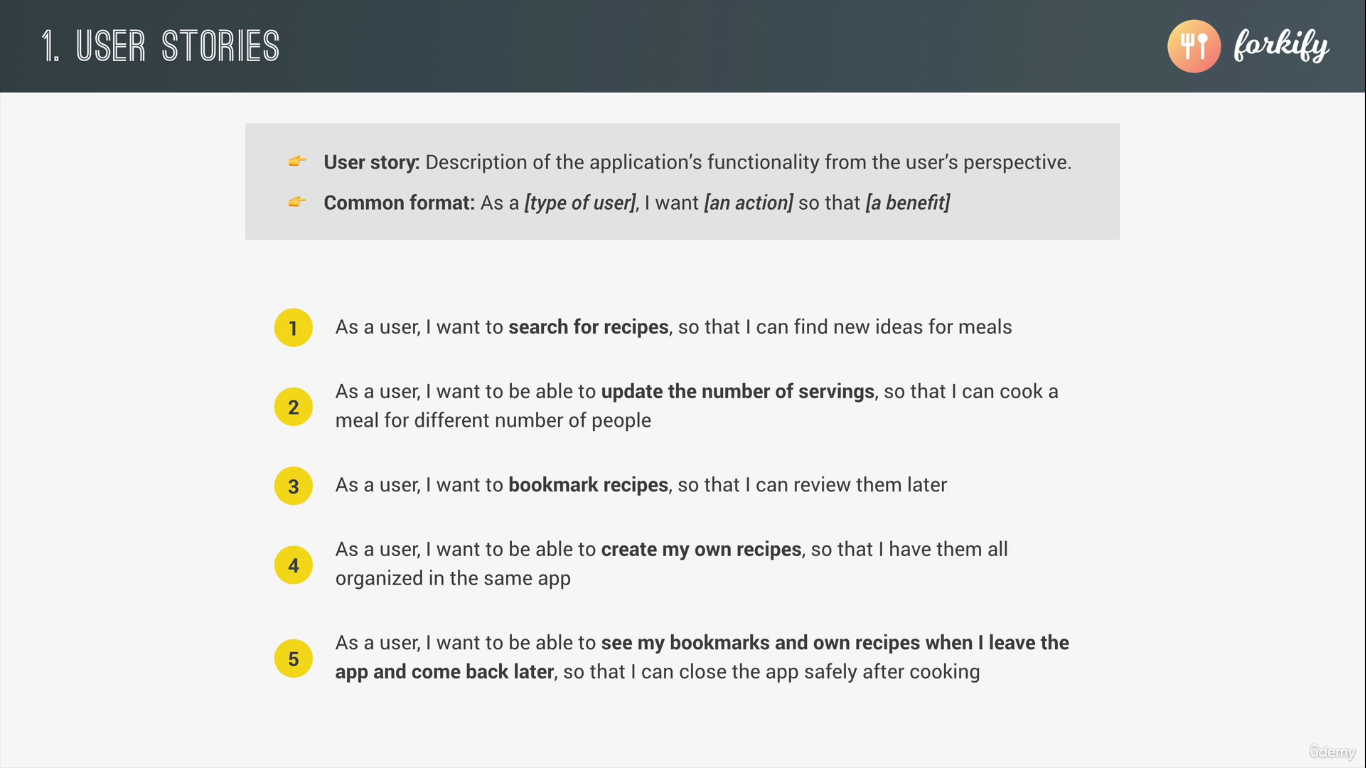 1. USER STORIES
forkify
User story: Description of the application’s functionality from the user’s perspective.
Common format: As a [type of user], I want [an action] so that [a benefit]
1 As a user, I want to search for recipes, so that I can find new ideas for meals
2 As a user, I want to be able to update the number of servings, so that I can cook a
meal for different number of people
3 As a user, I want to bookmark recipes, so that I can review them later
4 As a user, I want to be able to create my own recipes, so that I have them all
organized in the same app
5 As a user, I want to be able to see my bookmarks and own recipes when I leave the
app and come back later, so that I can close the app safely after cooking
ûdemy